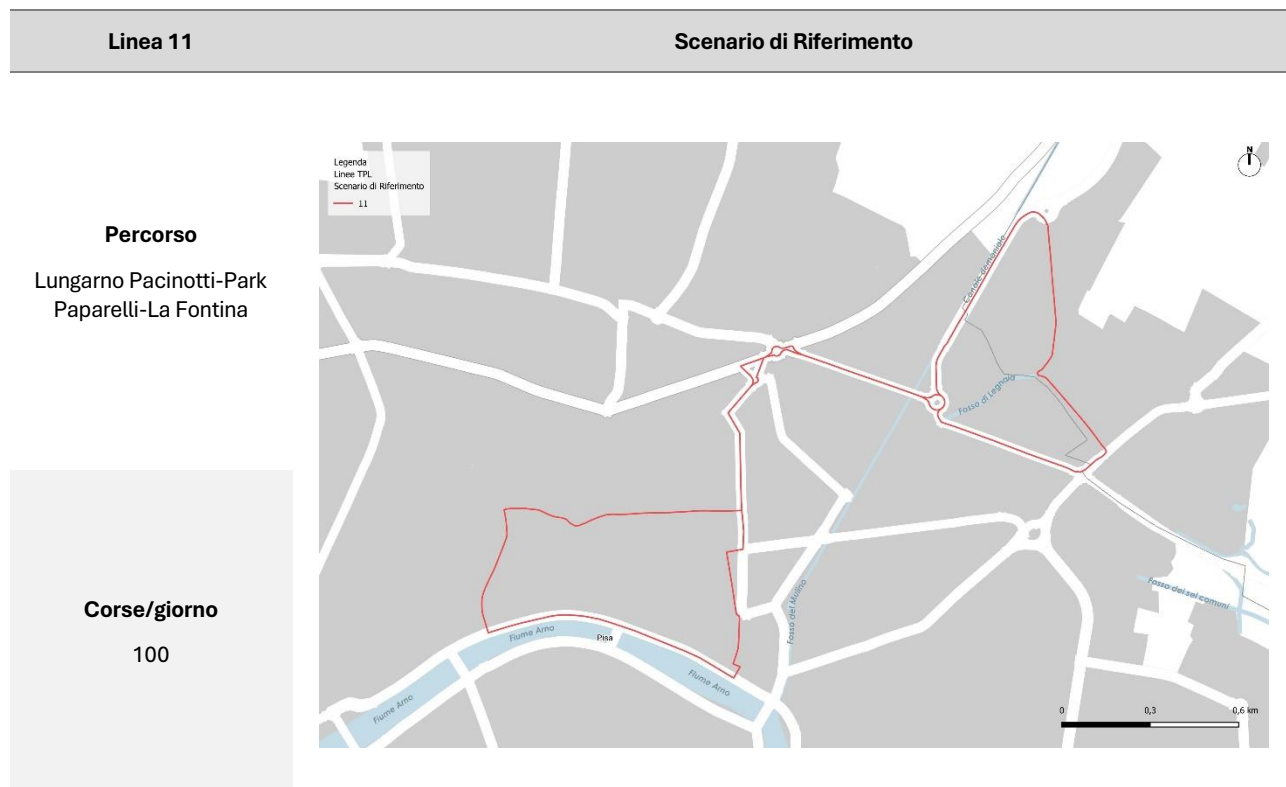 Linea 11
Scenario di Riferimento
Percorso
Lungarno Pacinotti-Park
Paparelli-La Fontina
Corse/giorno
100
Legenda
Linee TPL
Scenario di Riferimento
11
N
Canale demaniale
Fosso di Legnaia
Fosso del Mulino
Fosso dei sei comuni
Fiume Arno
Pisa
Fiume Arno
Fiume Arno
0
0,3
0,6 km